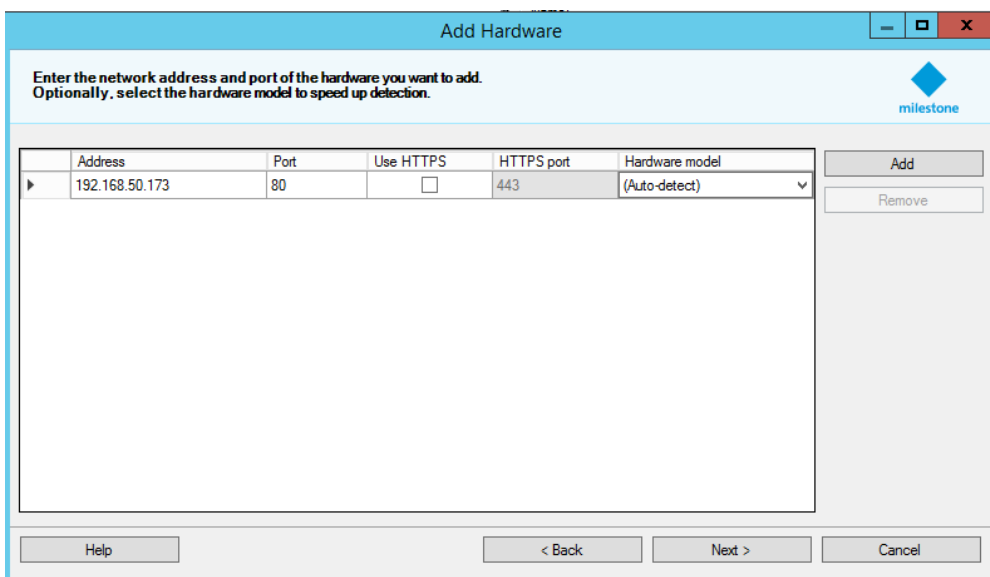 Add Hardware
Enter the network address and port of the hardware you want to add.
Optionally, select the hardware model to speed up detection.
milestone
Address Port Use HTTPS HTTPS port Hardware model
192.168.50.173 80 443 (Auto-detect)
Add
Remove
Help < Back Next > Cancel